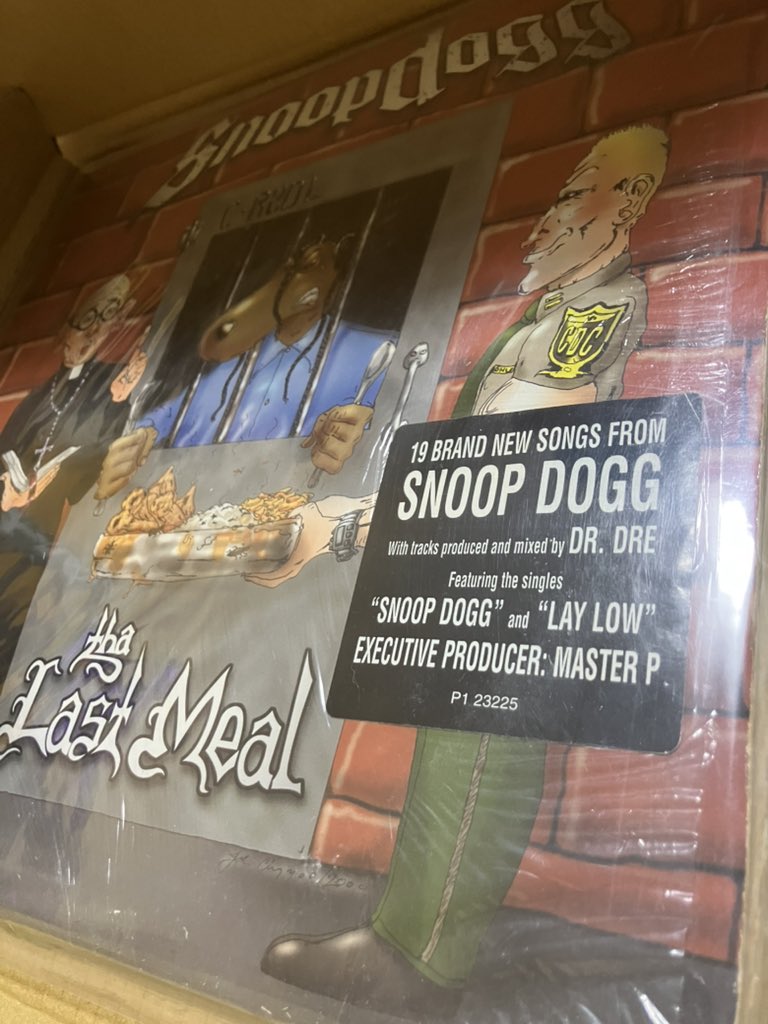 Snoopdogg
CDC
19 BRAND NEW SONGS FROM
SNOOP DOGG
With tracks produced and mixed by DR. DRE
Featuring the singles
"SNOOP DOGG" and "LAY LOW"
EXECUTIVE PRODUCER: MASTER P
P1 23225
tha
Last Meal